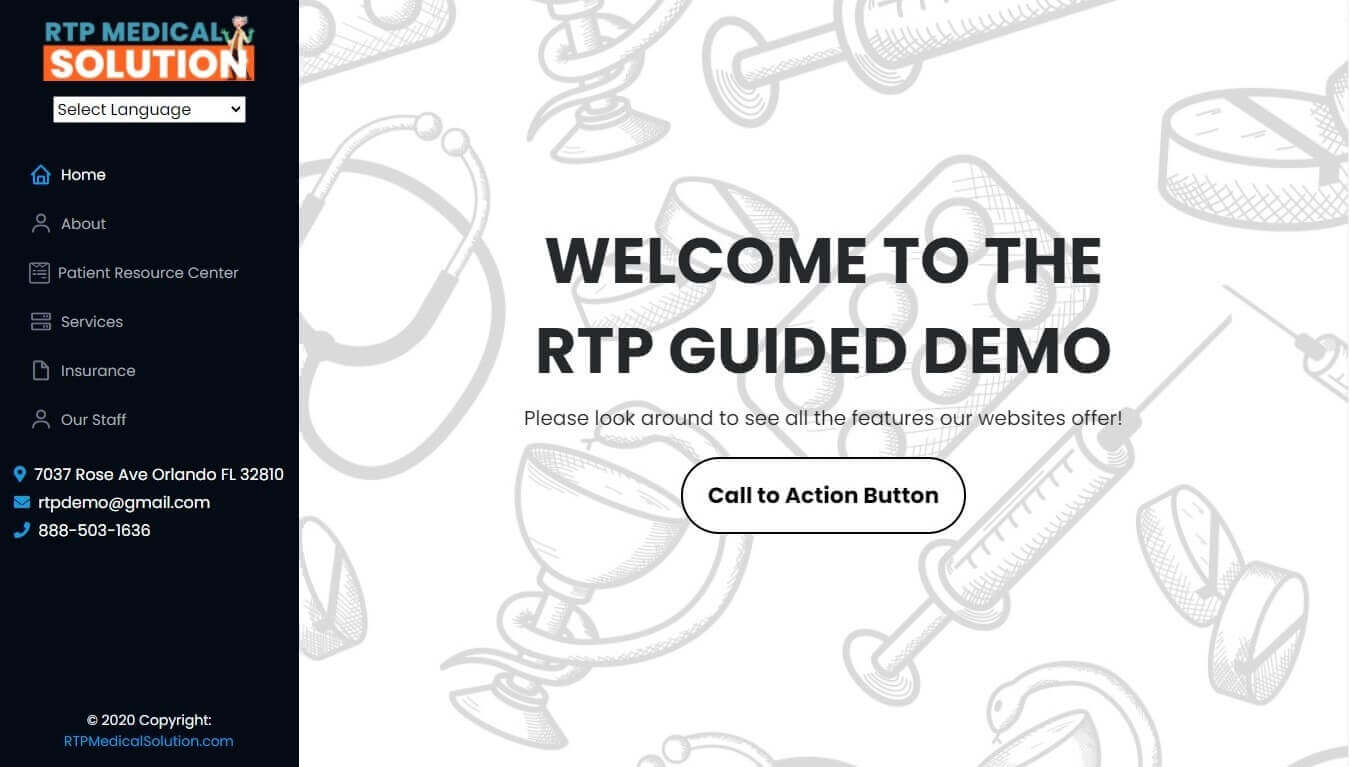 RTP MEDICAL
SOLUTION
Select Language
Home
About
Patient Resource Center
Services
Insurance
Our Staff
7037 Rose Ave Orlando FL 32810
rtpdemo@gmail.com
888-503-1636
© 2020 Copyright:
RTPMedicalSolution.com
WELCOME TO THE
RTP GUIDED DEMO
Please look around to see all the features our websites offer!
Call to Action Button